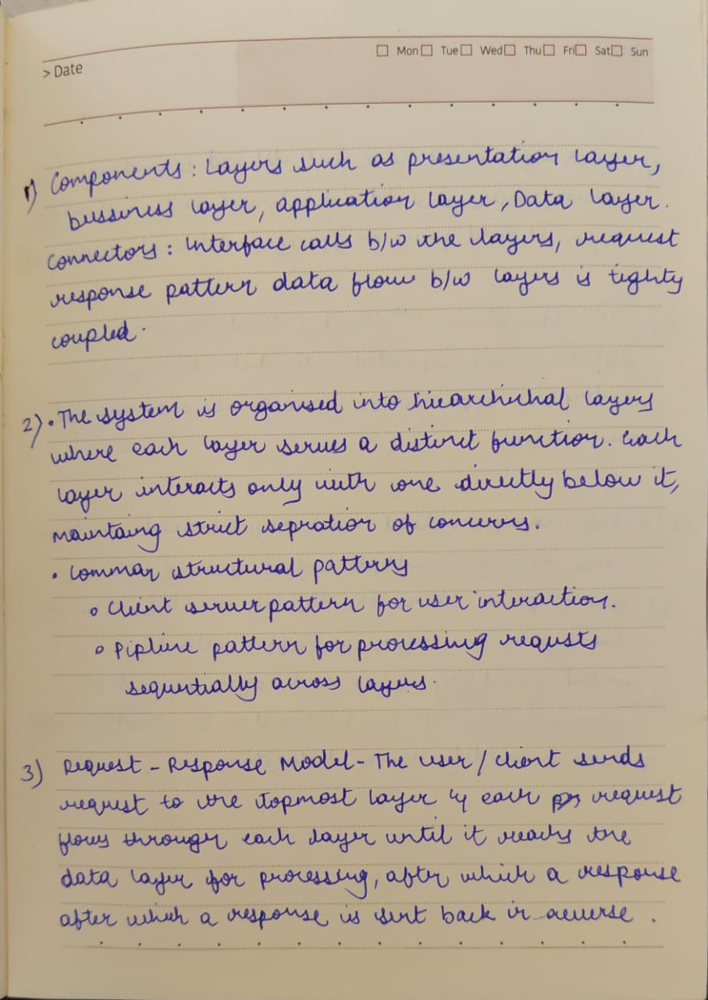 > Date
Mon Tue Wed Thu Fri Sat Sun
1) Components : Layers such as presentation layer,
bussiness layer, application layer, Data layer.
Connectors : Interface calls b/w the layers, request
response pattern data flow b/w layers is tighty
coupled.
2) • The system is organised into hiearchichal layers
where each layer serves a distinct function. Each
layer interacts only with one directly below it,
maintaing strict sepration of concerns.
• Common structural patterns
o Client server pattern for user interaction.
o Pipline pattern for processing requsts
sequentially across layers.
3) Request - Response Model - The user / client sends
request to the topmost layer & each request
flows through each layer until it reachs the
data layer for processing, after which a response
after which a response is sent back in reverse .